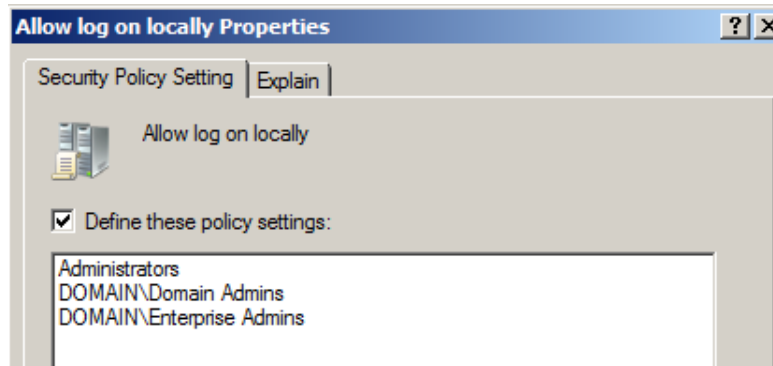 Allow log on locally Properties
? X
Security Policy Setting
Explain
Allow log on locally
Define these policy settings:
Administrators
DOMAIN\Domain Admins
DOMAIN\Enterprise Admins